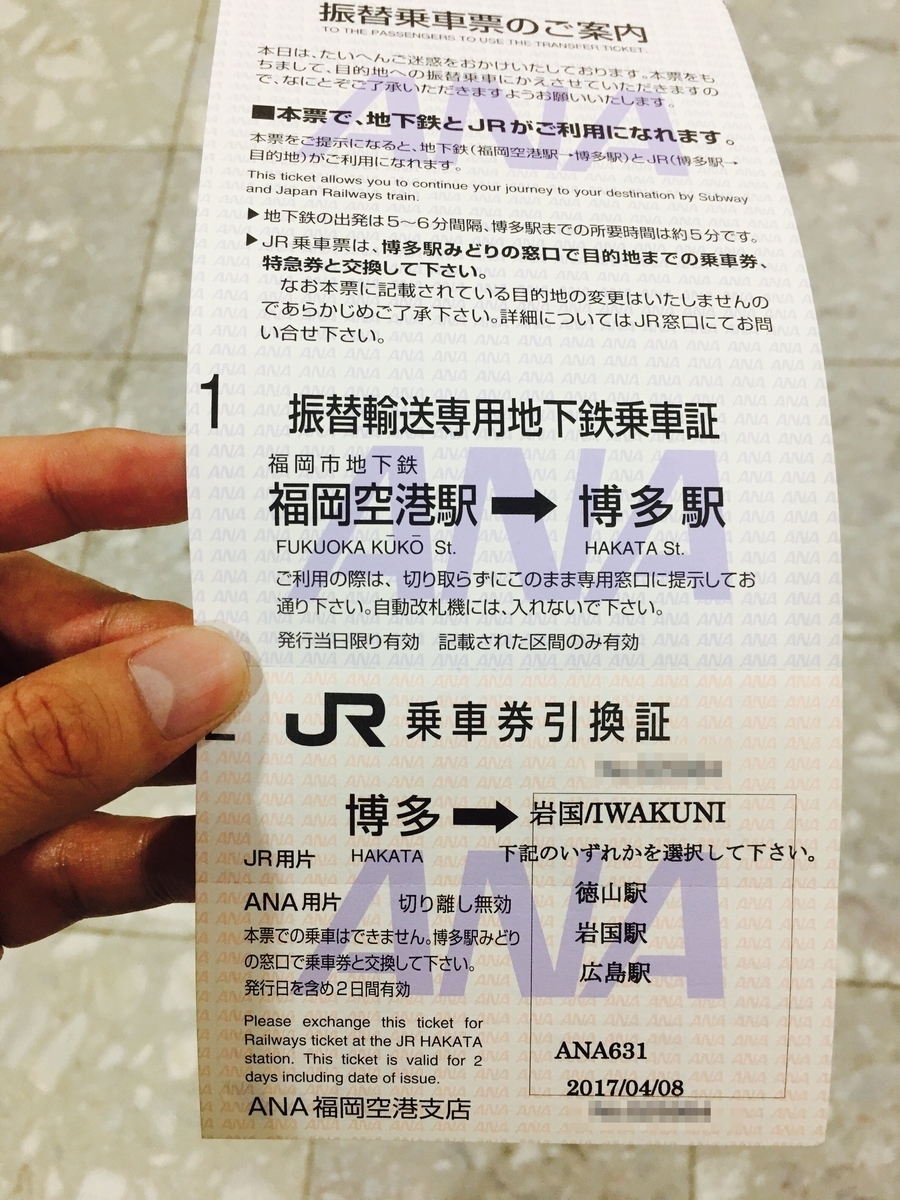 振替乗車票のご案内
TO THE PASSENGERS TO USE THE TRANSFER TICKET.
本日は、たいへんご迷惑をおかけいたしております。本票をも
ちまして、目的地への振替乗車にかえさせていただきますの
で、なにとぞご了承いただきますようお願いいたします。
■本票で、地下鉄とJRがご利用になれます。
本票をご提示になると、地下鉄(福岡空港駅→博多駅)とJR(博多駅→
目的地)がご利用になれます。
This ticket allows you to continue your journey to your destination by Subway
and Japan Railways train.
▶地下鉄の出発は5〜6分間隔、博多駅までの所要時間は約5分です。
▶JR乗車票は、博多駅みどりの窓口で目的地までの乗車券、
特急券と交換して下さい。
なお本票に記載されている目的地の変更はいたしませんの
であらかじめご了承下さい。詳細についてはJR窓口にてお問
い合せ下さい。
1
振替輸送専用地下鉄乗車証
福岡市地下鉄
福岡空港駅➡博多駅
FUKUOKA KŪKŌ St. HAKATA St.
ご利用の際は、切り取らずにこのまま専用窓口に提示してお
通り下さい。自動改札機には、入れないで下さい。
発行当日限り有効 記載された区間のみ有効
JR 乗車券引換証
博多➡岩国/IWAKUNI
JR用片 HAKATA
下記のいずれかを選択して下さい。
徳山駅
岩国駅
広島駅
ANA用片 切り離し無効
本票での乗車はできません。博多駅みどり
の窓口で乗車券と交換して下さい。
発行日を含め2日間有効
Please exchange this ticket for
Railways ticket at the JR HAKATA
station. This ticket is valid for 2
days including date of issue.
ANA631
2017/04/08
ANA福岡空港支店
ANA
ANA
ANA